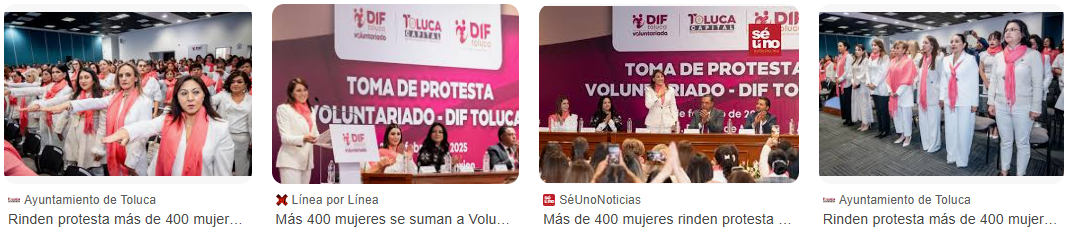 DIF
toluca
voluntariado
TOLUCA
CAPITAL
DIF
toluca
TOMA DE PROTESTA
VOLUNTARIADO - DIF TOLUCA
DIF
2025
DIF
toluca
voluntariado
TOLUCA
CAPITAL
DIF
sé
uno
TOMA DE PROTESTA
VOLUNTARIADO - DIF TOLUCA
Ayuntamiento de Toluca
Rinden protesta más de 400 mujer...
Línea por Línea
Más 400 mujeres se suman a Volu...
SéUnoNoticias
Más de 400 mujeres rinden protesta ...
Ayuntamiento de Toluca
Rinden protesta más de 400 mujer...